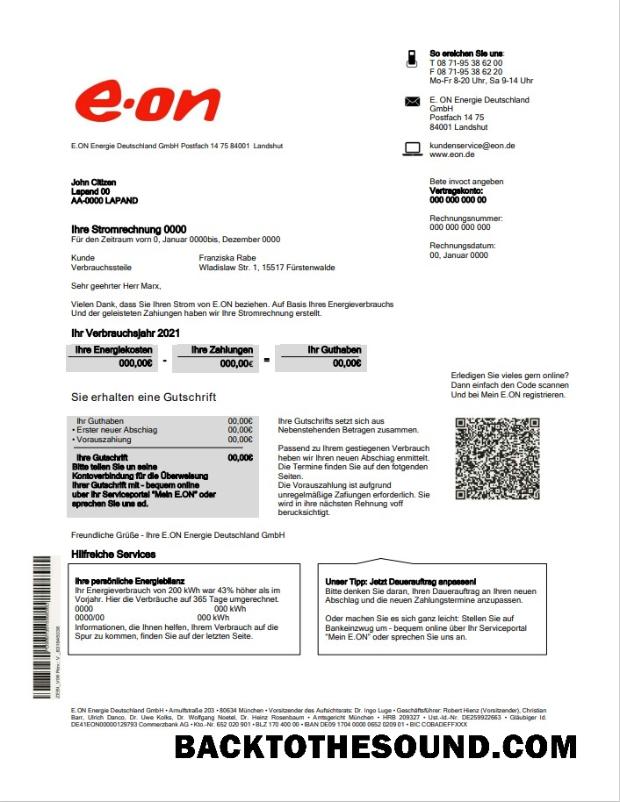 e·on
So ereichen Sie uns:
T 08 71-95 38 62 00
F 08 71-95 38 62 20
Mo-Fr 8-20 Uhr, Sa 9-14 Uhr
E. ON Energie Deutschland
GmbH
Postfach 14 75
84001 Landshut
kundenservice@eon.de
www.eon.de
E.ON Energie Deutschland GmbH Postfach 14 75 84001 Landshut
John Citizen
Lapand 00
AA-0000 LAPAND
Bete invoct angeben
Vertragskonto:
000 000 000 00
Rechnungsnummer:
000 000 000 000
Rechnungsdatum:
00, Januar 0000
Ihre Stromrechnung 0000
Für den Zeitraum vorn 0, Januar 0000bis, Dezember 0000
Kunde Franziska Rabe
Verbrauchssteile Wladislaw Str. 1, 15517 Fürstenwalde
Sehr geehrter Herr Marx,
Vielen Dank, dass Sie Ihren Strom von E.ON beziehen. Auf Basis Ihres Energieverbrauchs
Und der geleisteten Zahlungen haben wir Ihre Stromrechnung erstellt.
Ihr Verbrauchsjahr 2021
Ihre Energiekosten Ihre Zahlungen Ihr Guthaben
000,00€ - 000,00€ = 00,00€
Erledigen Sie vieles gern online?
Dann einfach den Code scannen
Und bei Mein E.ON registrieren.
Sie erhalten eine Gutschrift
Ihr Guthaben 00,00€
• Erster neuer Abschlag 00,00€
• Vorauszahlung 00,00€
Ihre Gutschrift 00,00€
Bitte teilen Sie un seine
Kontoverbindung für die Überweisung
Ihrer Gutschrift mit - bequem online
uber Ihr Serviceportal "Mein E.ON" oder
sprechen Sie uns ad.
Ihre Gutschrifts setzt sich aus
Nebenstehenden Betragen zusammen.
Passend zu Ihrem gestiegenen Verbrauch
heben wir Ihren neuen Abschlag enmittelt.
Die Termine finden Sie auf den folgenden
Seiten.
Die Vorauszahlung ist aufgrund
unregelmäßige Zafiungen erforderlich. Sie
wird in ihre nächsten Rehnung voff
berucksichtigt.
Freundliche Grüße - Ihre E.ON Energie Deutschland GmbH
Hilfreiche Services
Ihre persönliche Energiebilanz
Ihr Energieverbrauch von 200 kWh war 43% höher als im
Vorjahr. Hier die Verbräuche auf 365 Tage umgerechnet.
0000 000 kWh
0000/00 000 kWh
Informationen, die Ihnen helfen, Ihrem Verbrauch auf die
Spur zu kommen, finden Sie auf der letzten Seite.
Unser Tipp: Jetzt Dauerauftrag anpassen!
Bitte denken Sie daran, Ihren Dauerauftrag an Ihren neuen
Abschlag und die neuen Zahlungstermine anzupassen.
Oder machen Sie es sich ganz leicht: Stellen Sie auf
Bankeinzug um - bequem online über Ihr Serviceportal
"Mein E.ON" oder sprechen Sie uns an.
E.ON Energie Deutschland GmbH • Arnulfstraße 203 • 80634 München • Vorsitzender des Aufsichtsrats: Dr. Ingo Luge • Geschäftsführer: Robert Hienz (Vorsitzender), Christian
Barr, Ulrich Danco, Dr. Uwe Kolks, Dr. Wolfgang Noetel, Dr. Heinz Rosenbaum • Amtsgericht München • HRB 209327 • Ust.-Id.-Nr. DE259922663 • Gläubiger Id.
DE41EON00000129793 Commerzbank AG • Kto-Nr. 652 020 901 • BLZ 170 400 00 • BAN DE09 1704 0000 0652 0209 01 • BIC COBADEFFXXX
BACKTOTHESOUND.COM